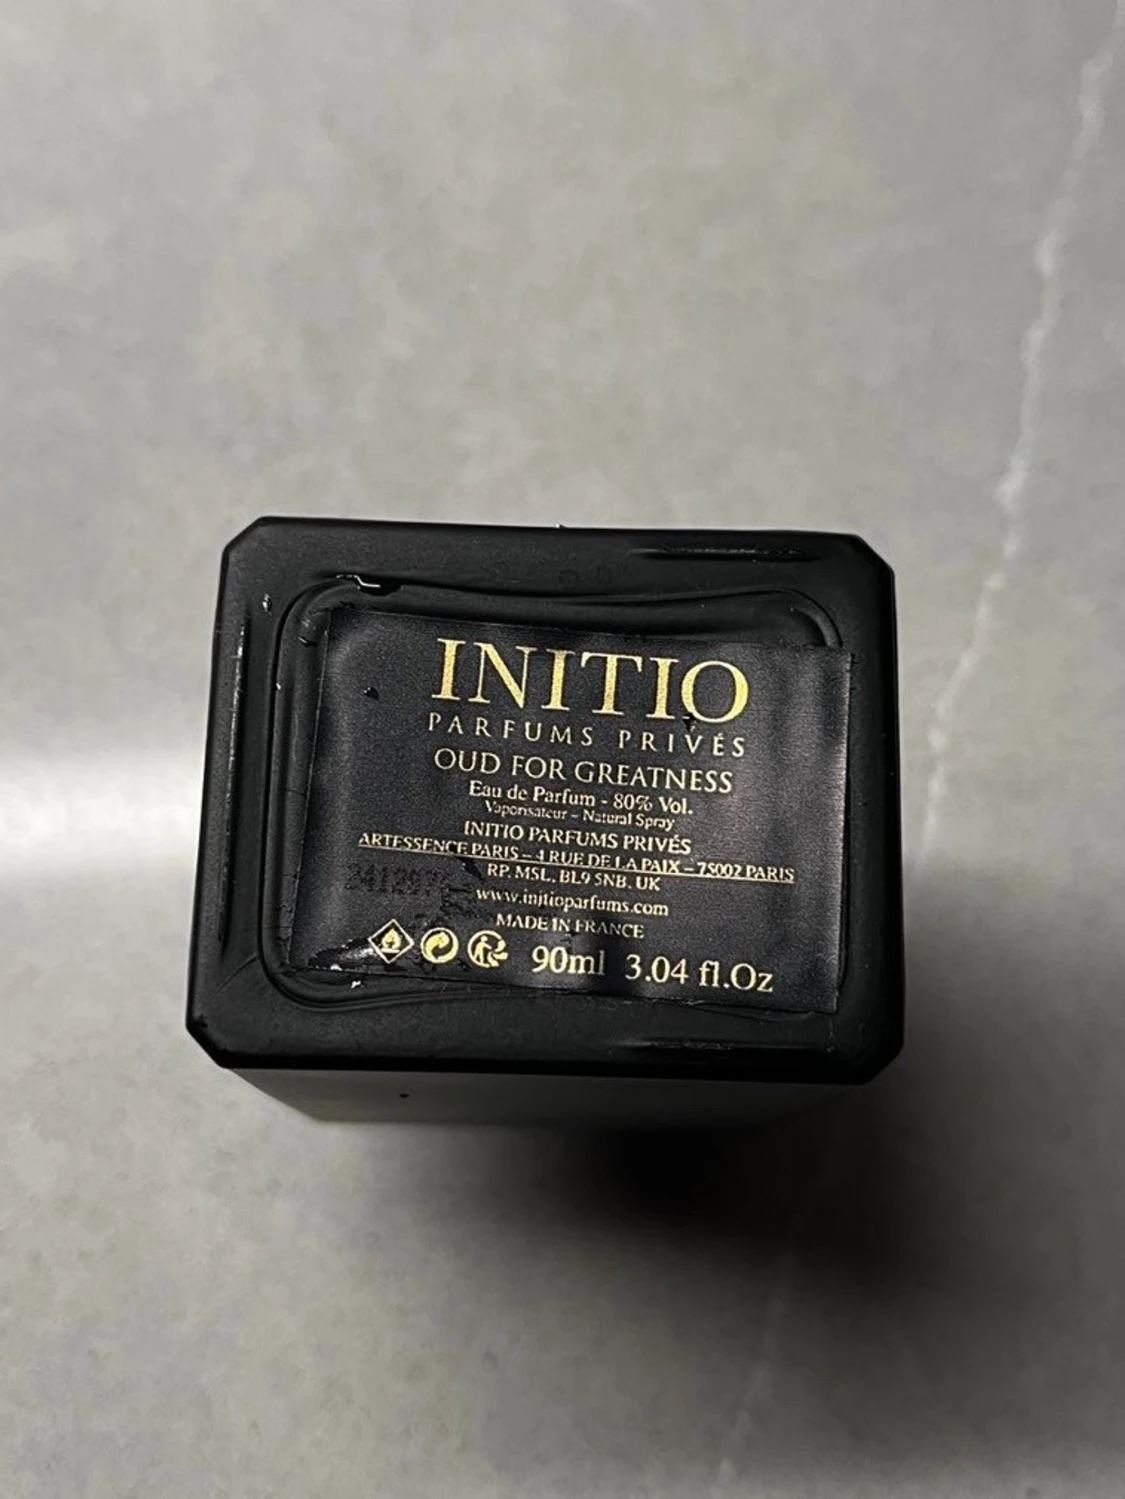 INITIO
PARFUMS PRIVÉS
OUD FOR GREATNESS
Eau de Parfum - 80% Vol.
Vaporisateur - Natural Spray
INITIO PARFUMS PRIVÉS
ARTESSENCE PARIS – 4 RUE DE LA PAIX – 75002 PARIS
RP. MSL. BL9 5NB. UK
www.initioparfums.com
MADE IN FRANCE
90ml 3.04 fl.Oz